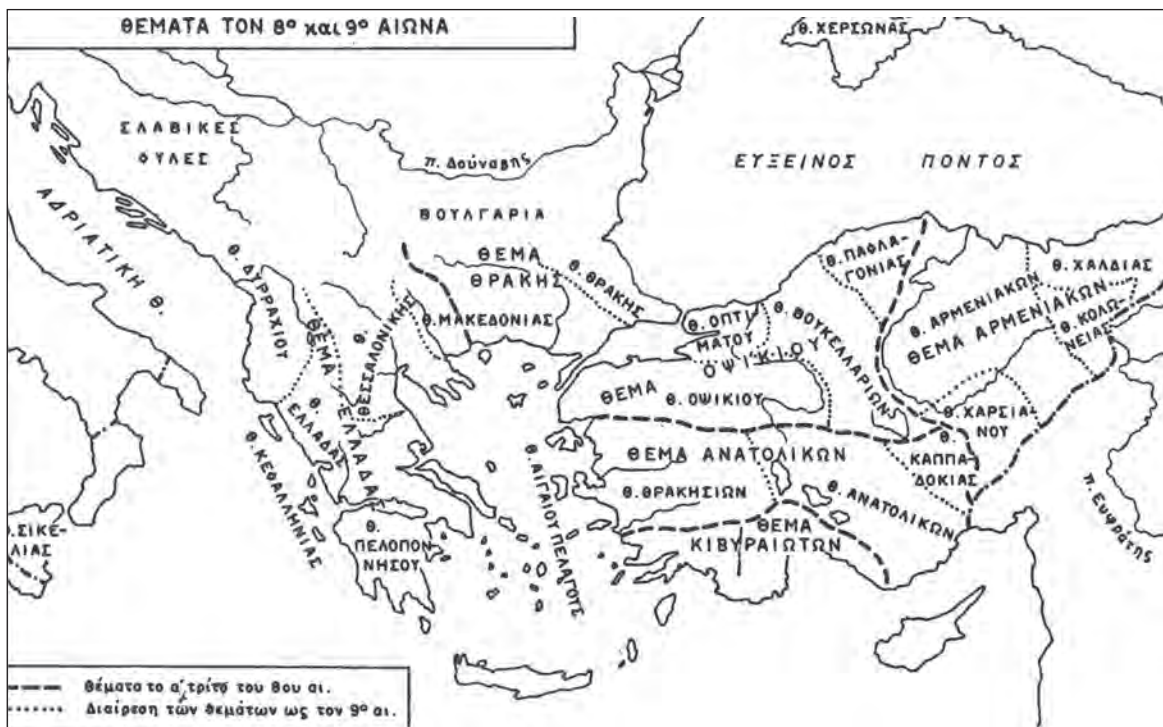 ΘΕΜΑΤΑ ΤΟΝ 8ο και 9ο ΑΙΩΝΑ
Θ. ΧΕΡΣΩΝΑΣ
ΣΛΑΒΙΚΕΣ
ΦΥΛΕΣ
π. Δούναβης
ΕΥΞΕΙΝΟΣ ΠΟΝΤΟΣ
ΑΔΡΙΑΤΙΚΗ Θ.
ΒΟΥΛΓΑΡΙΑ
ΘΕΜΑ
ΘΡΑΚΗΣ
Θ. ΘΡΑΚΗΣ
Θ. ΜΑΚΕΔΟΝΙΑΣ
Θ. ΔΥΡΡΑΧΙΟΥ
Θ.
ΘΕΣΣΑΛΟΝΙΚΗΣ
ΘΕΜΑ
ΕΛΛΑΔΑΣ
Θ.
ΕΛΛΑΔΑΣ
Θ. ΚΕΦΑΛΛΗΝΙΑΣ
Θ.
ΠΕΛΟΠΟΝ
ΝΗΣΟΥ
Θ. ΑΙΓΑΙΟΥ ΠΕΛΑΓΟΥΣ
Θ. ΣΙΚΕ-
ΛΙΑΣ
Θ. ΠΑΦΛΑ-
ΓΟΝΙΑΣ
Θ. ΟΠΤΙ
ΜΑΤΟΥ
Θ. ΒΟΥΚΕΛΛΑΡΙΩΝ
ΘΕΜΑ
ΟΨΙΚΙΟΥ
Θ. ΟΨΙΚΙΟΥ
Θ. ΑΡΜΕΝΙΑΚΩΝ
ΘΕΜΑ ΑΡΜΕΝΙΑΚΩΝ
Θ. ΧΑΛΔΙΑΣ
Θ. ΚΟΛΩ-
ΝΕΙΑΣ
Θ. ΧΑΡΣΙΑ-
ΝΟΥ
Θ.
ΚΑΠΠΑ-
ΔΟΚΙΑΣ
ΘΕΜΑ ΑΝΑΤΟΛΙΚΩΝ
Θ. ΘΡΑΚΗΣΙΩΝ
Θ. ΑΝΑΤΟΛΙΚΩΝ
ΘΕΜΑ
ΚΙΒΥΡΑΙΩΤΩΝ
π. Ευφράτης
Θέματα το α' τρίτο του 8ου αι.
Διαίρεση τών θεμάτων ως τον 9ο αι.